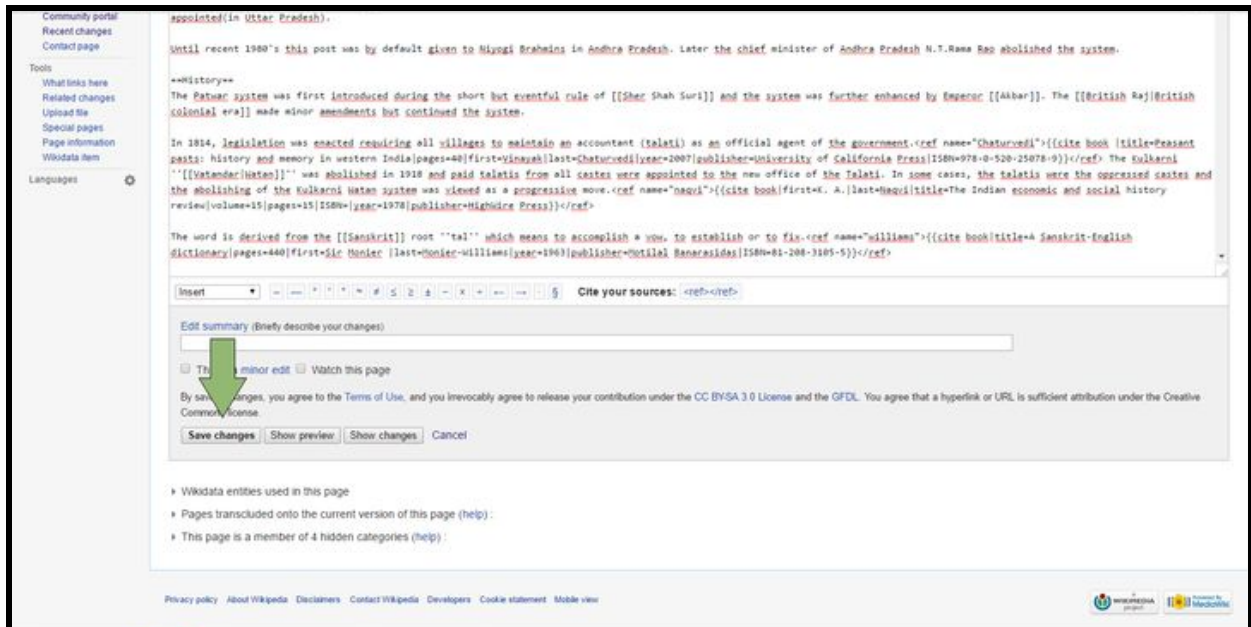 Community portal
Recent changes
Contact page
Tools
What links here
Related changes
Upload file
Special pages
Page information
Wikidata item
Languages
appointed(in Uttar Pradesh).
Until recent 1980's this post was by default given to Niyogi Brahmins in Andhra Pradesh. Later the chief minister of Andhra Pradesh N.T.Rama Rao abolished the system.
==History==
The Patwar system was first introduced during the short but eventful rule of [[Sher Shah Suri]] and the system was further enhanced by Emperor [[Akbar]]. The [[British Raj|British
colonial era]] made minor amendments but continued the system.
In 1814, legislation was enacted requiring all villages to maintain an accountant (talati) as an official agent of the government.<ref name="Chaturvedi">{{cite book |title=Peasant
pasts: history and memory in western India|pages=40|first=Vinayak|last=Chaturvedi|year=2007|publisher=University of California Press|ISBN=978-0-520-25078-9}}</ref> The Kulkarni
''[[Vatandar|Watan]]'' was abolished in 1918 and paid talatis from all castes were appointed to the new office of the Talati. In some cases, the talatis were the oppressed castes and
the abolishing of the Kulkarni Watan system was viewed as a progressive move.<ref name="naqvi">{{cite book|first=K. A.|last=Naqvi|title=The Indian economic and social history
review|volume=15|pages=15|ISBN=|year=1978|publisher=HighWire Press}}</ref>
The word is derived from the [[Sanskrit]] root ''tal'' which means to accomplish a vow, to establish or to fix.<ref name="williams">{{cite book|title=A Sanskrit-English
dictionary|pages=440|first=Sir Monier |last=Monier-Williams|year=1963|publisher=Motilal Banarasidas|ISBN=81-208-3105-5}}</ref>
Insert – — ° ′ ″ ≈ ≠ ≤ ≥ ± − × ÷ ← → · § Cite your sources: <ref></ref>
Edit summary (Briefly describe your changes)
minor edit Watch this page
By changes, you agree to the Terms of Use, and you irrevocably agree to release your contribution under the CC BY-SA 3.0 License and the GFDL. You agree that a hyperlink or URL is sufficient attribution under the Creative
Commons license.
Save changes Show preview Show changes Cancel
Wikidata entities used in this page
Pages transcluded onto the current version of this page (help) :
This page is a member of 4 hidden categories (help) :
Privacy policy About Wikipedia Disclaimers Contact Wikipedia Developers Cookie statement Mobile view
WIKIMEDIA project Powered By MediaWiki